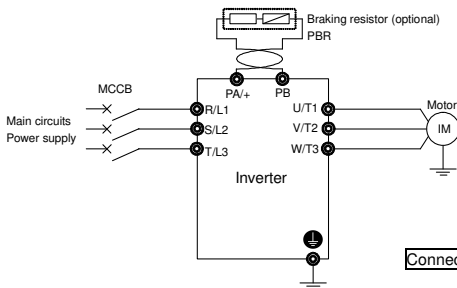 Braking resistor (optional)
PBR
MCCB
PA/+
PB
Main circuits
Power supply
R/L1
S/L2
T/L3
U/T1
V/T2
W/T3
Motor
IM
Inverter
Connec